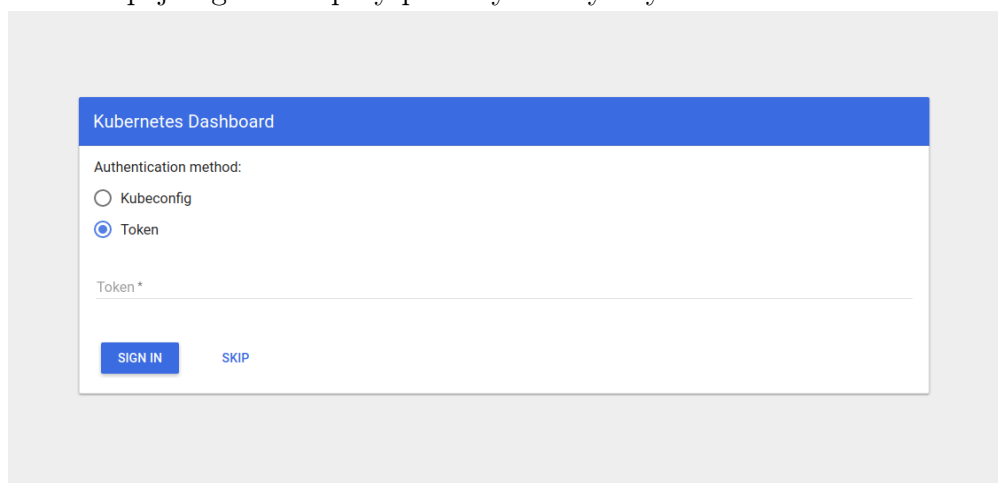 Kubernetes Dashboard
Authentication method:
Kubeconfig
Token
Token *
SIGN IN
SKIP